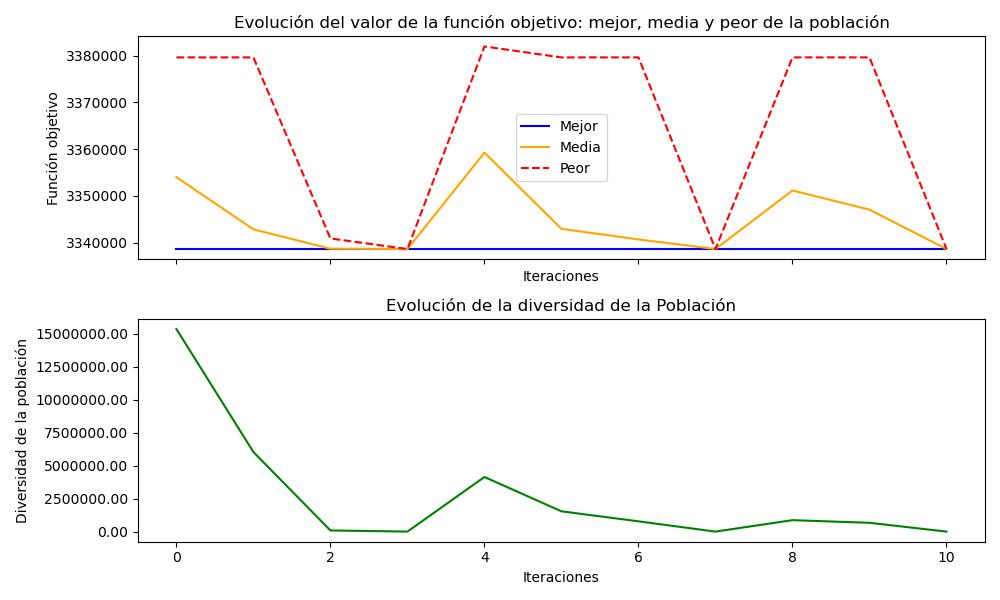 Evolución del valor de la función objetivo: mejor, media y peor de la población
Función objetivo
3380000
3370000
3360000
3350000
3340000
Mejor
Media
Peor
Iteraciones
Evolución de la diversidad de la Población
Diversidad de la población
15000000.00
12500000.00
10000000.00
7500000.00
5000000.00
2500000.00
0.00
0 2 4 6 8 10
Iteraciones